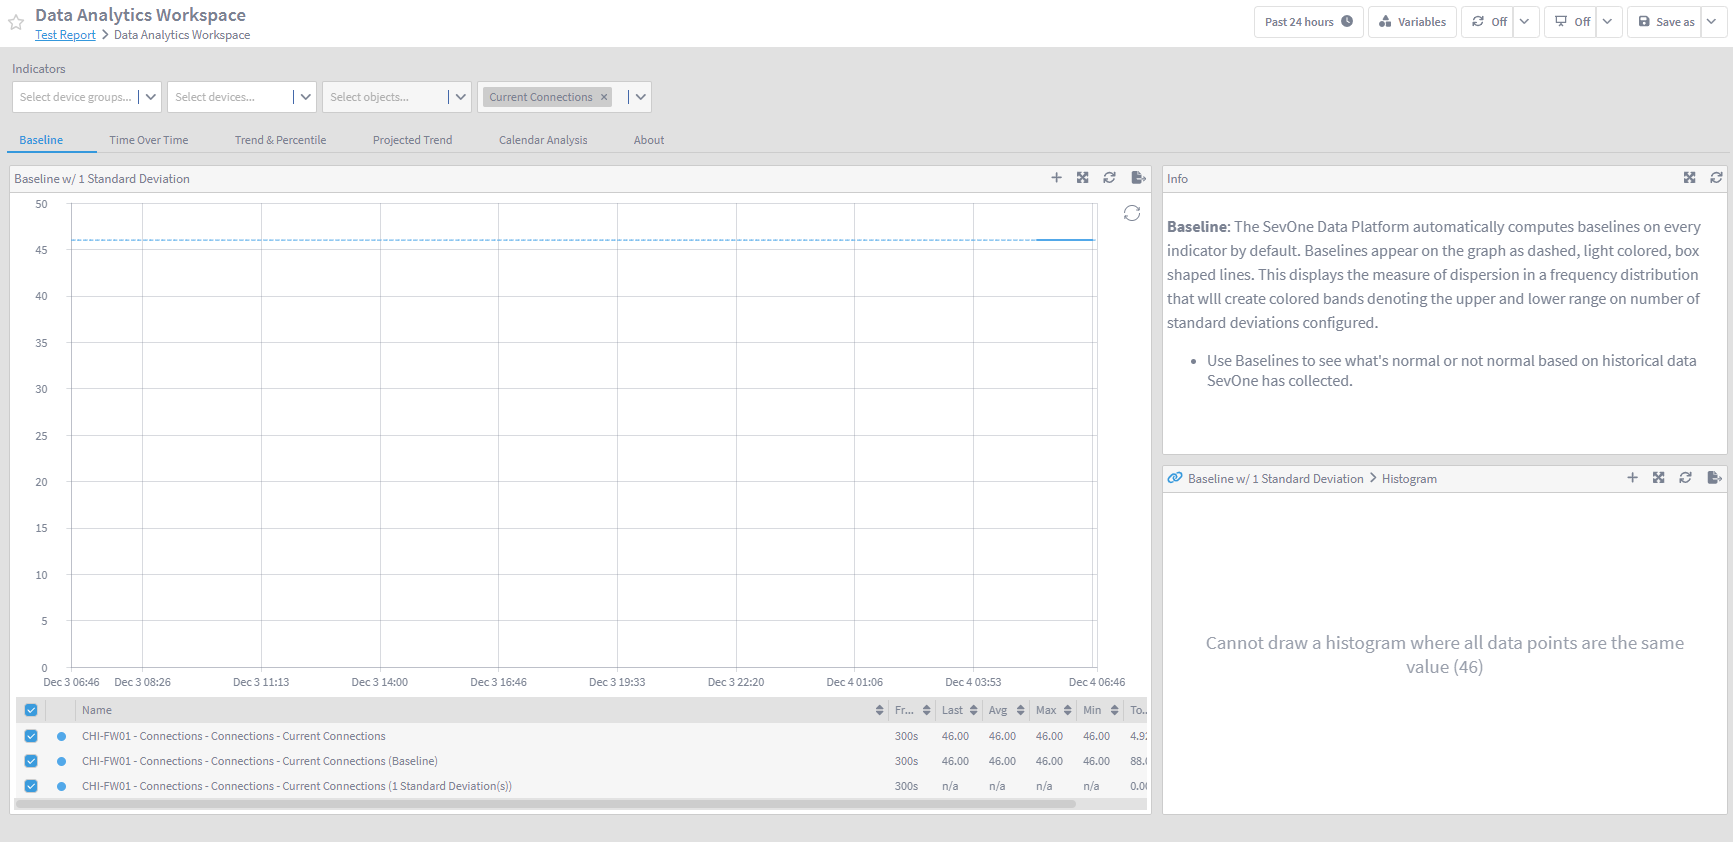 Data Analytics Workspace
Test Report > Data Analytics Workspace
Past 24 hours
Variables
Off
Off
Save as
Indicators
Select device groups...
Select devices...
Select objects...
Current Connections ×
Baseline
Time Over Time
Trend & Percentile
Projected Trend
Calendar Analysis
About
Baseline w/ 1 Standard Deviation
50
45
40
35
30
25
20
15
10
5
0
Dec 3 06:46
Dec 3 08:26
Dec 3 11:13
Dec 3 14:00
Dec 3 16:46
Dec 3 19:33
Dec 3 22:20
Dec 4 01:06
Dec 4 03:53
Dec 4 06:46
Name Fr... Last Avg Max Min To..
CHI-FW01 - Connections - Connections - Current Connections 300s 46.00 46.00 46.00 46.00 4.92
CHI-FW01 - Connections - Connections - Current Connections (Baseline) 300s 46.00 46.00 46.00 46.00
CHI-FW01 - Connections - Connections - Current Connections (1 Standard Deviation(s)) 300s n/a n/a n/a n/a
Info
Baseline: The SevOne Data Platform automatically computes baselines on every
indicator by default. Baselines appear on the graph as dashed, light colored, box
shaped lines. This displays the measure of dispersion in a frequency distribution
that wlll create colored bands denoting the upper and lower range on number of
standard deviations configured.
• Use Baselines to see what's normal or not normal based on historical data
SevOne has collected.
Baseline w/ 1 Standard Deviation > Histogram
Cannot draw a histogram where all data points are the same
value (46)